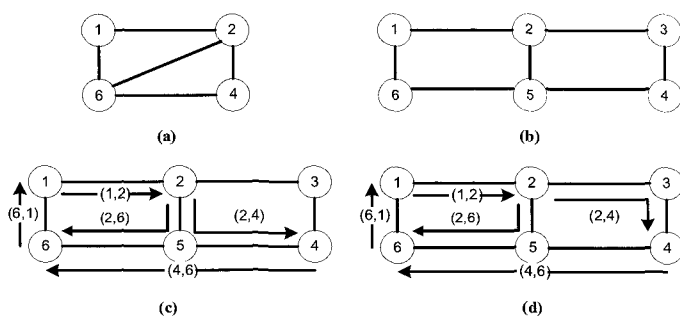 1 2
6 4
(a)
1 2 3
6 5 4
(b)
1 2 3
(6,1) (1,2)
(2,6) (2,4)
6 5 4
(4,6)
(c)
1 2 3
(6,1) (1,2)
(2,6) (2,4)
6 5 4
(4,6)
(d)